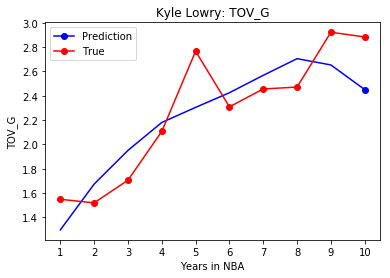 Kyle Lowry: TOV_G
Prediction
True
TOV_G
3.0
2.8
2.6
2.4
2.2
2.0
1.8
1.6
1.4
1 2 3 4 5 6 7 8 9 10
Years in NBA